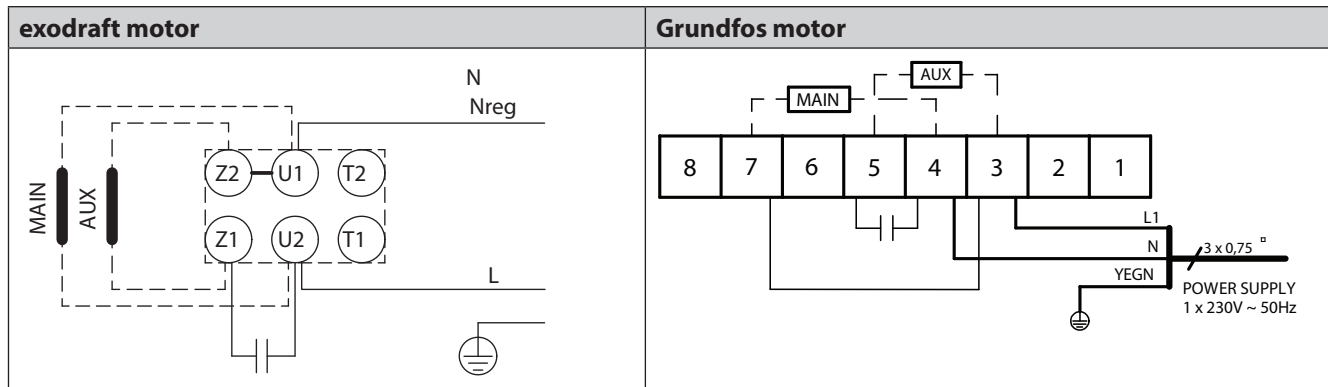 exodraft motor
Grundfos motor
N
Nreg
MAIN
AUX
Z2
U1
T2
Z1
U2
T1
L
AUX
MAIN
8 7 6 5 4 3 2 1
L1
N
YEGN
3 x 0,75 ¤
POWER SUPPLY
1 x 230V ~ 50Hz